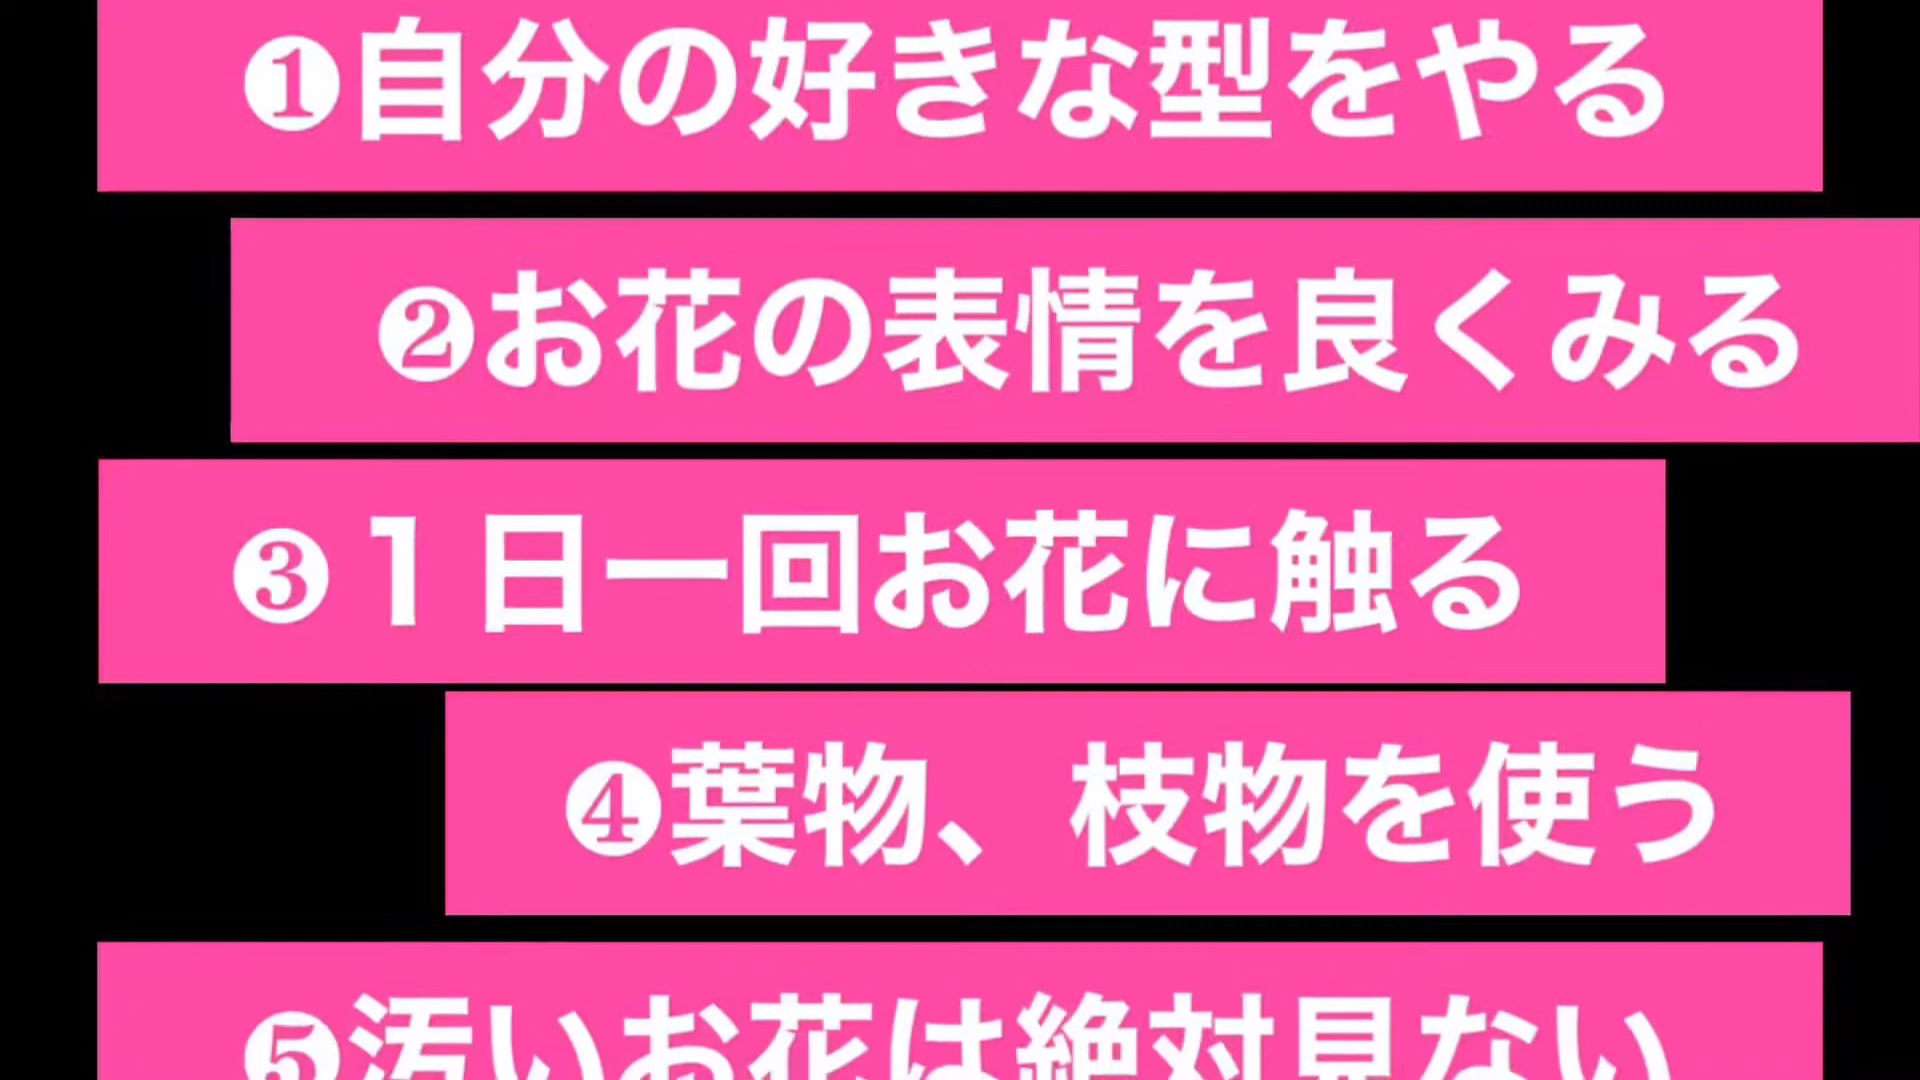 ❶自分の好きな型をやる
❷お花の表情を良くみる
❸１日一回お花に触る
❹葉物、枝物を使う
❺汚いお花は絶対見ない